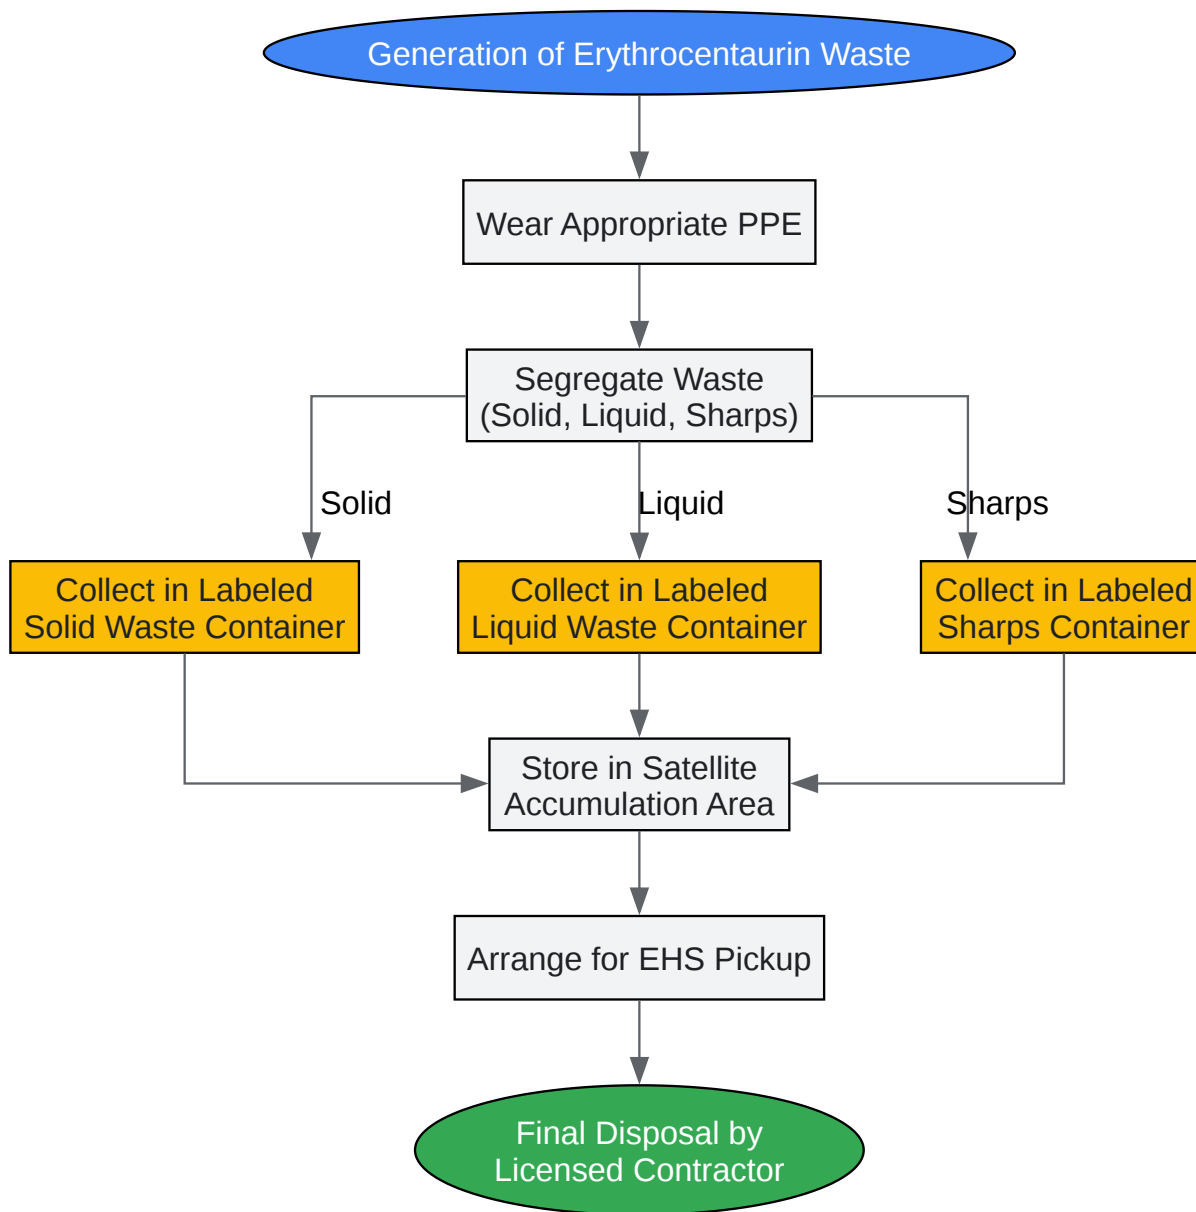 Generation of Erythrocentaurin Waste
Wear Appropriate PPE
Segregate Waste
(Solid, Liquid, Sharps)
Solid
Liquid
Sharps
Collect in Labeled
Solid Waste Container
Collect in Labeled
Liquid Waste Container
Collect in Labeled
Sharps Container
Store in Satellite
Accumulation Area
Arrange for EHS Pickup
Final Disposal by
Licensed Contractor